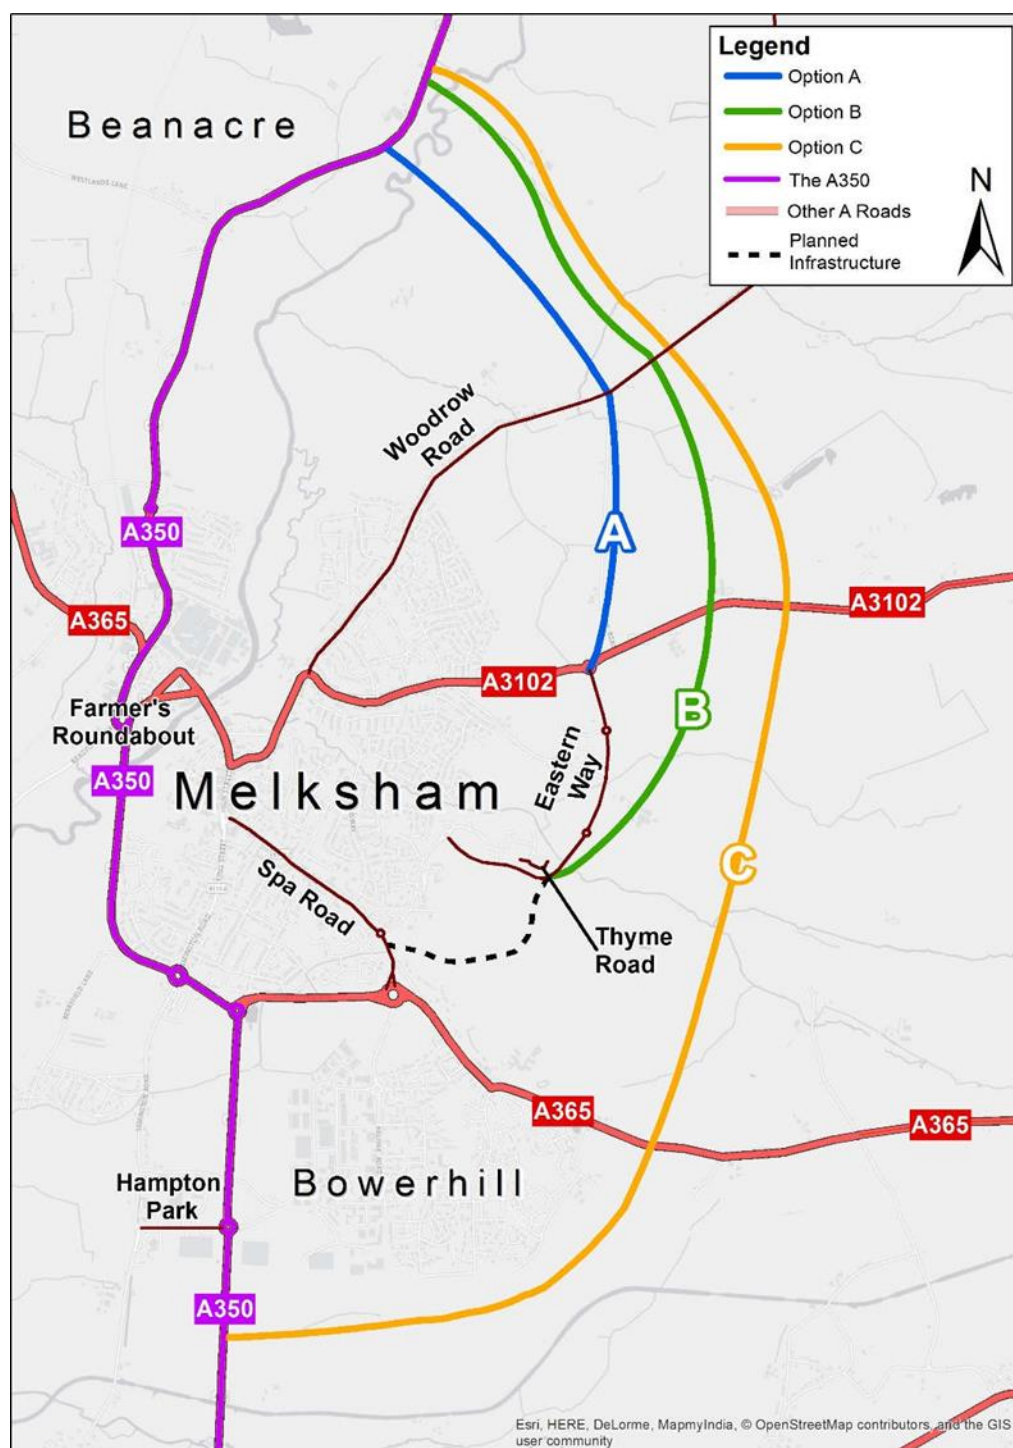 Legend
Option A
Option B
Option C
The A350
Other A Roads
Planned
Infrastructure
N
Beanacre
WESTLANDS LANE
Woodrow
Road
A350
A
A365
A3102
A3102
Farmer's
Roundabout
B
Eastern
Way
A350
Melksham
C
Spa Road
Thyme
Road
A365
A365
Hampton
Park
Bowerhill
A350
Esri, HERE, DeLorme, MapmyIndia, © OpenStreetMap contributors, and the GIS
user community